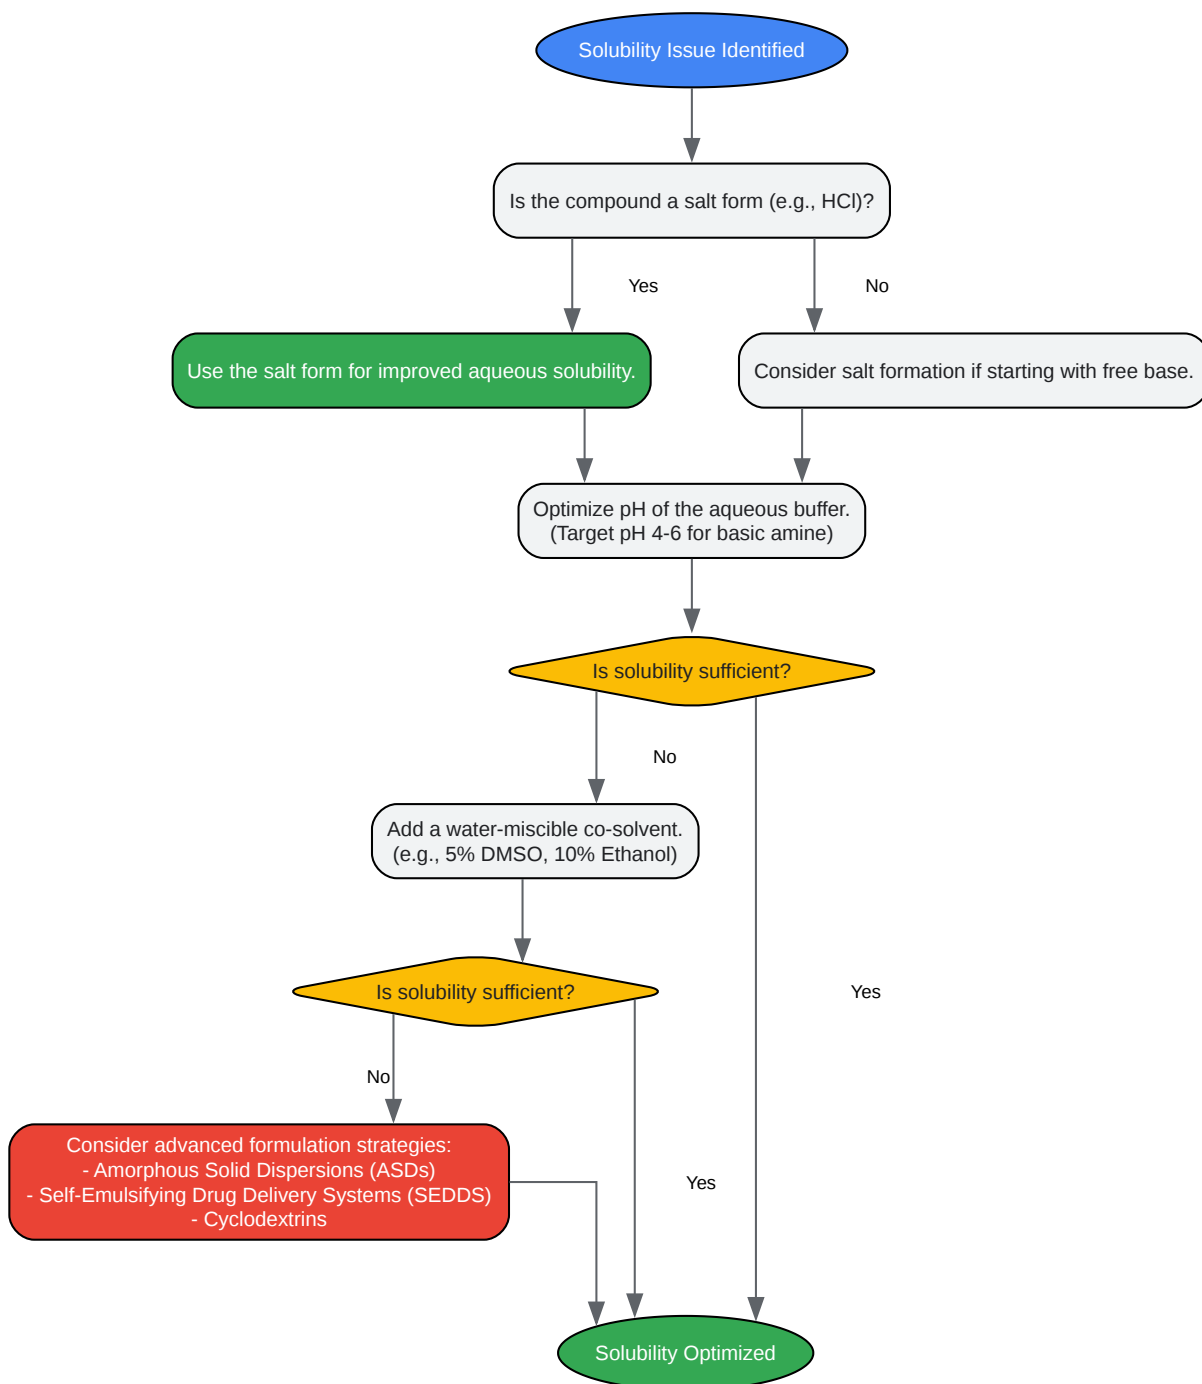 Solubility Issue Identified
Is the compound a salt form (e.g., HCl)?
Yes
No
Use the salt form for improved aqueous solubility.
Consider salt formation if starting with free base.
Optimize pH of the aqueous buffer.
(Target pH 4-6 for basic amine)
Is solubility sufficient?
No
Add a water-miscible co-solvent.
(e.g., 5% DMSO, 10% Ethanol)
Is solubility sufficient?
Yes
No
Consider advanced formulation strategies:
- Amorphous Solid Dispersions (ASDs)
- Self-Emulsifying Drug Delivery Systems (SEDDS)
- Cyclodextrins
Yes
Solubility Optimized